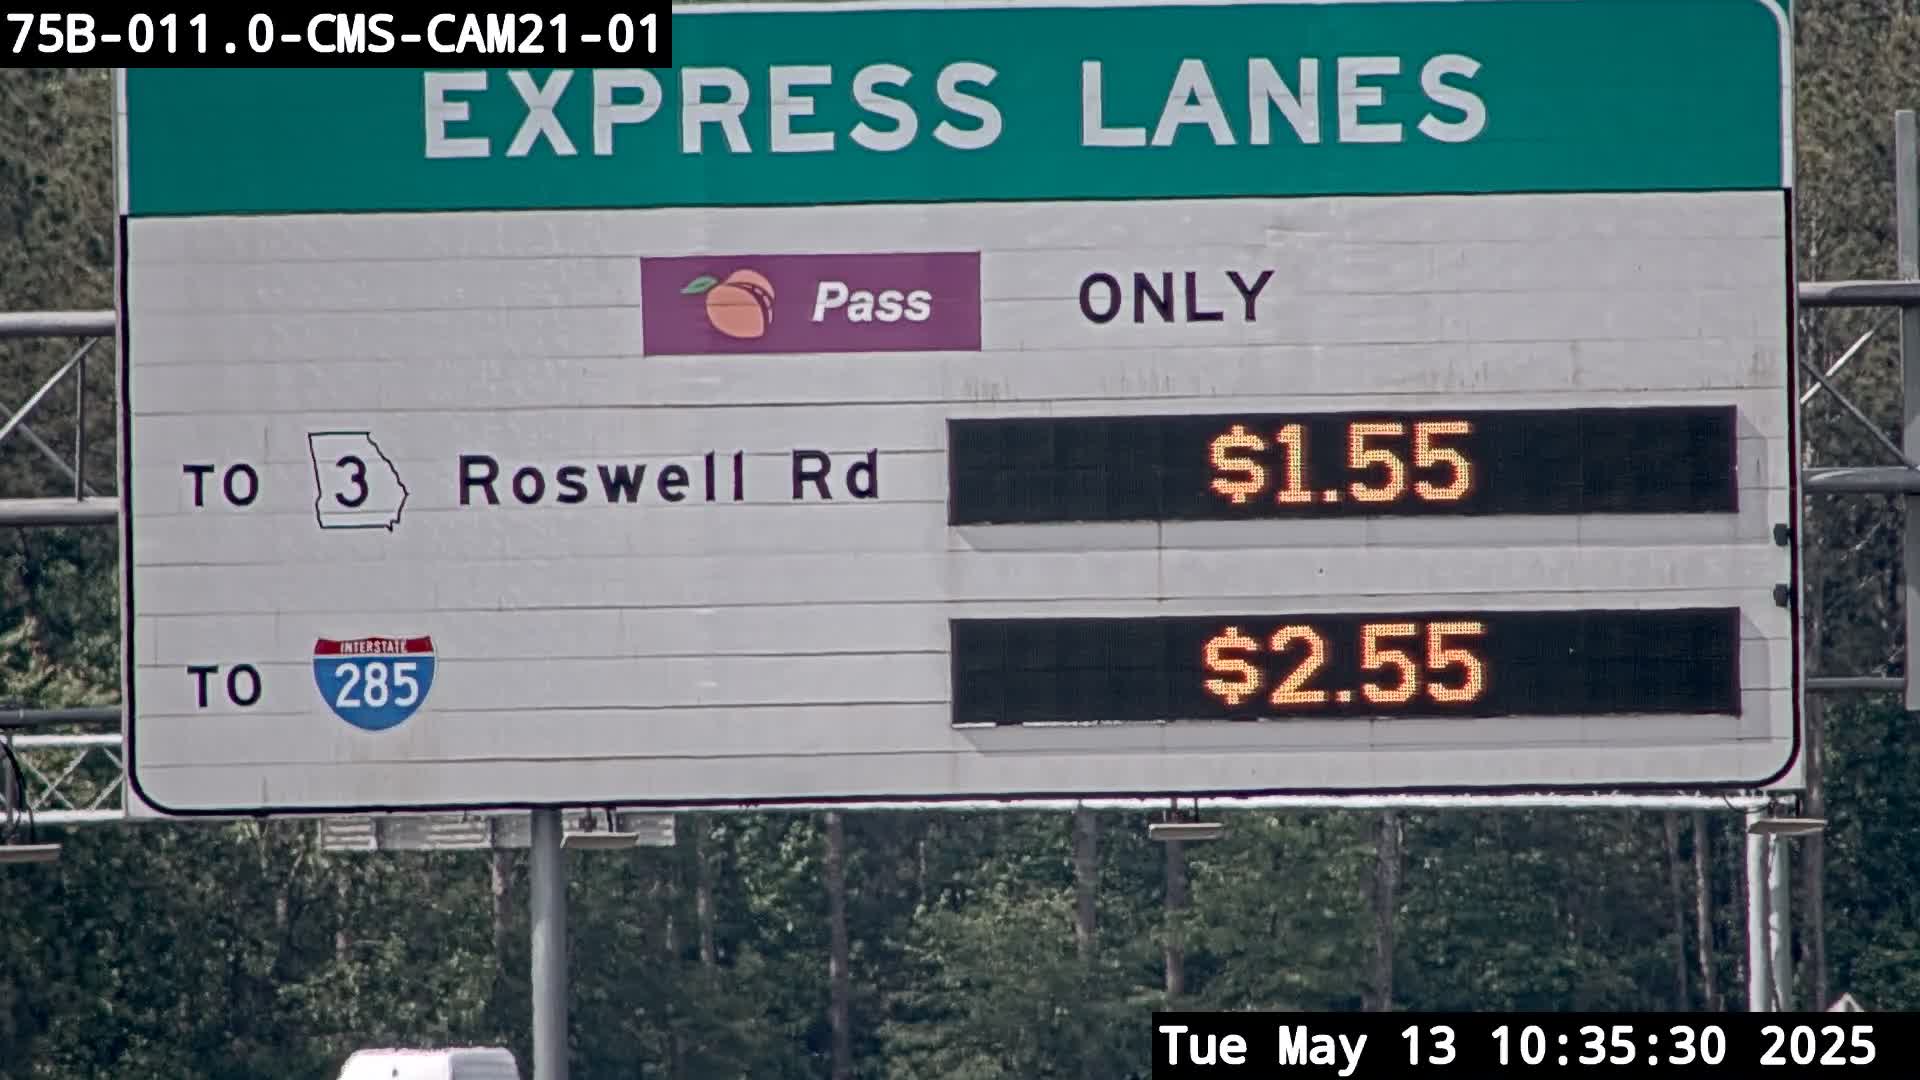 75B-011.0-CMS-CAM21-01
EXPRESS LANES
Pass ONLY
TO 3 Roswell Rd $1.55
INTERSTATE
TO 285 $2.55
Tue May 13 10:35:30 2025